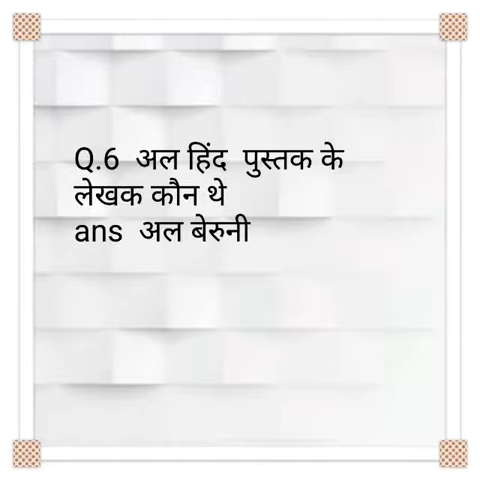 Q.6 अल हिंद पुस्तक के
लेखक कौन थे
ans अल बेरुनी